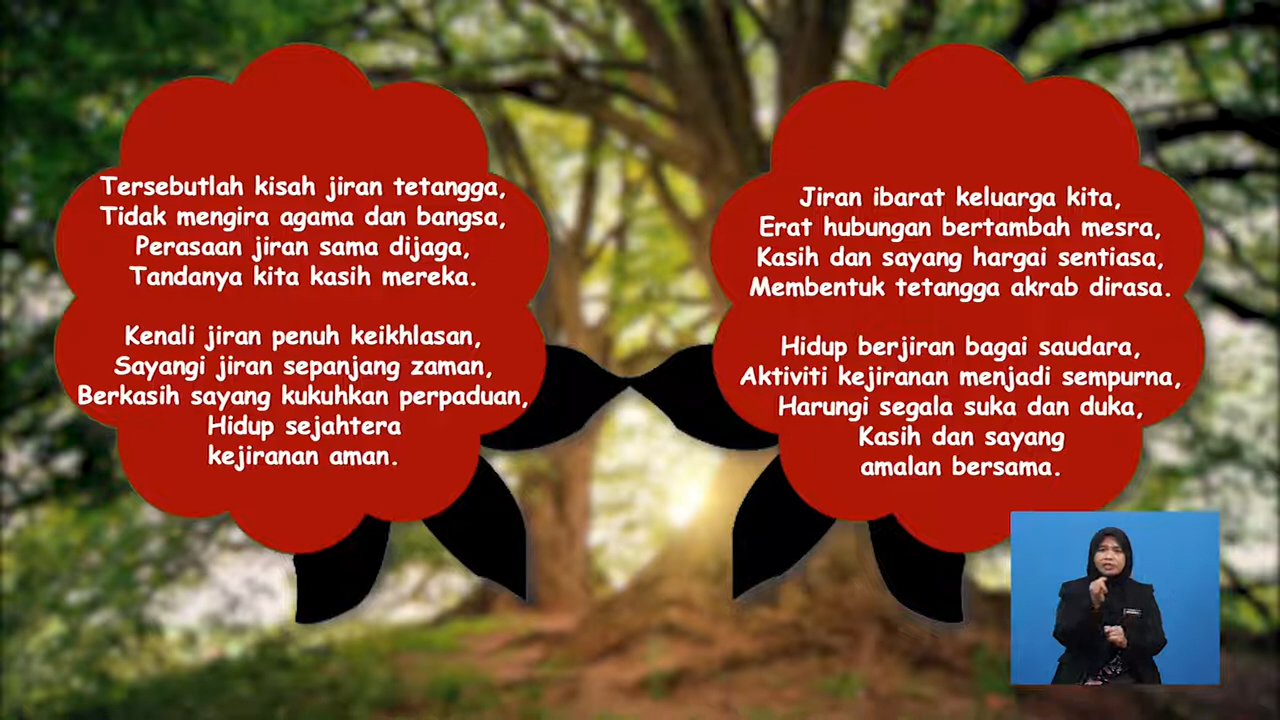 Tersebutlah kisah jiran tetangga,
Tidak mengira agama dan bangsa,
Perasaan jiran sama dijaga,
Tandanya kita kasih mereka.
Kenali jiran penuh keikhlasan,
Sayangi jiran sepanjang zaman,
Berkasih sayang kukuhkan perpaduan,
Hidup sejahtera
kejiranan aman.
Jiran ibarat keluarga kita,
Erat hubungan bertambah mesra,
Kasih dan sayang hargai sentiasa,
Membentuk tetangga akrab dirasa.
Hidup berjiran bagai saudara,
Aktiviti kejiranan menjadi sempurna,
Harungi segala suka dan duka,
Kasih dan sayang
amalan bersama.